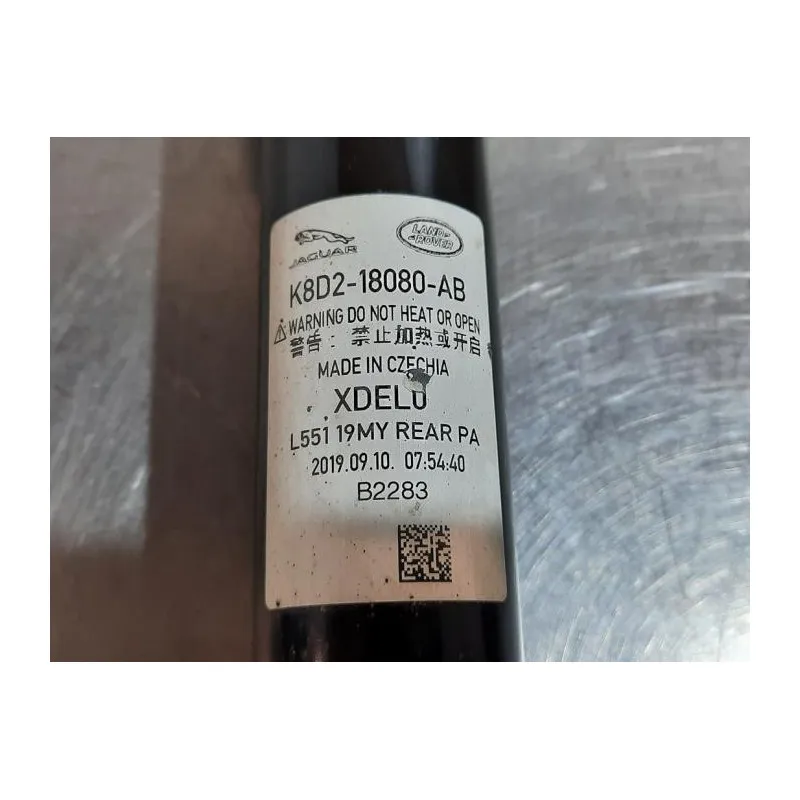 JAGUAR
LAND-
ROVER
K8D2-18080-AB
WARNING DO NOT HEAT OR OPEN
警告: 禁止加热或开启
MADE IN CZECHIA
XDEL0
L551 19MY REAR PA
2019.09.10. 07:54:40
B2283